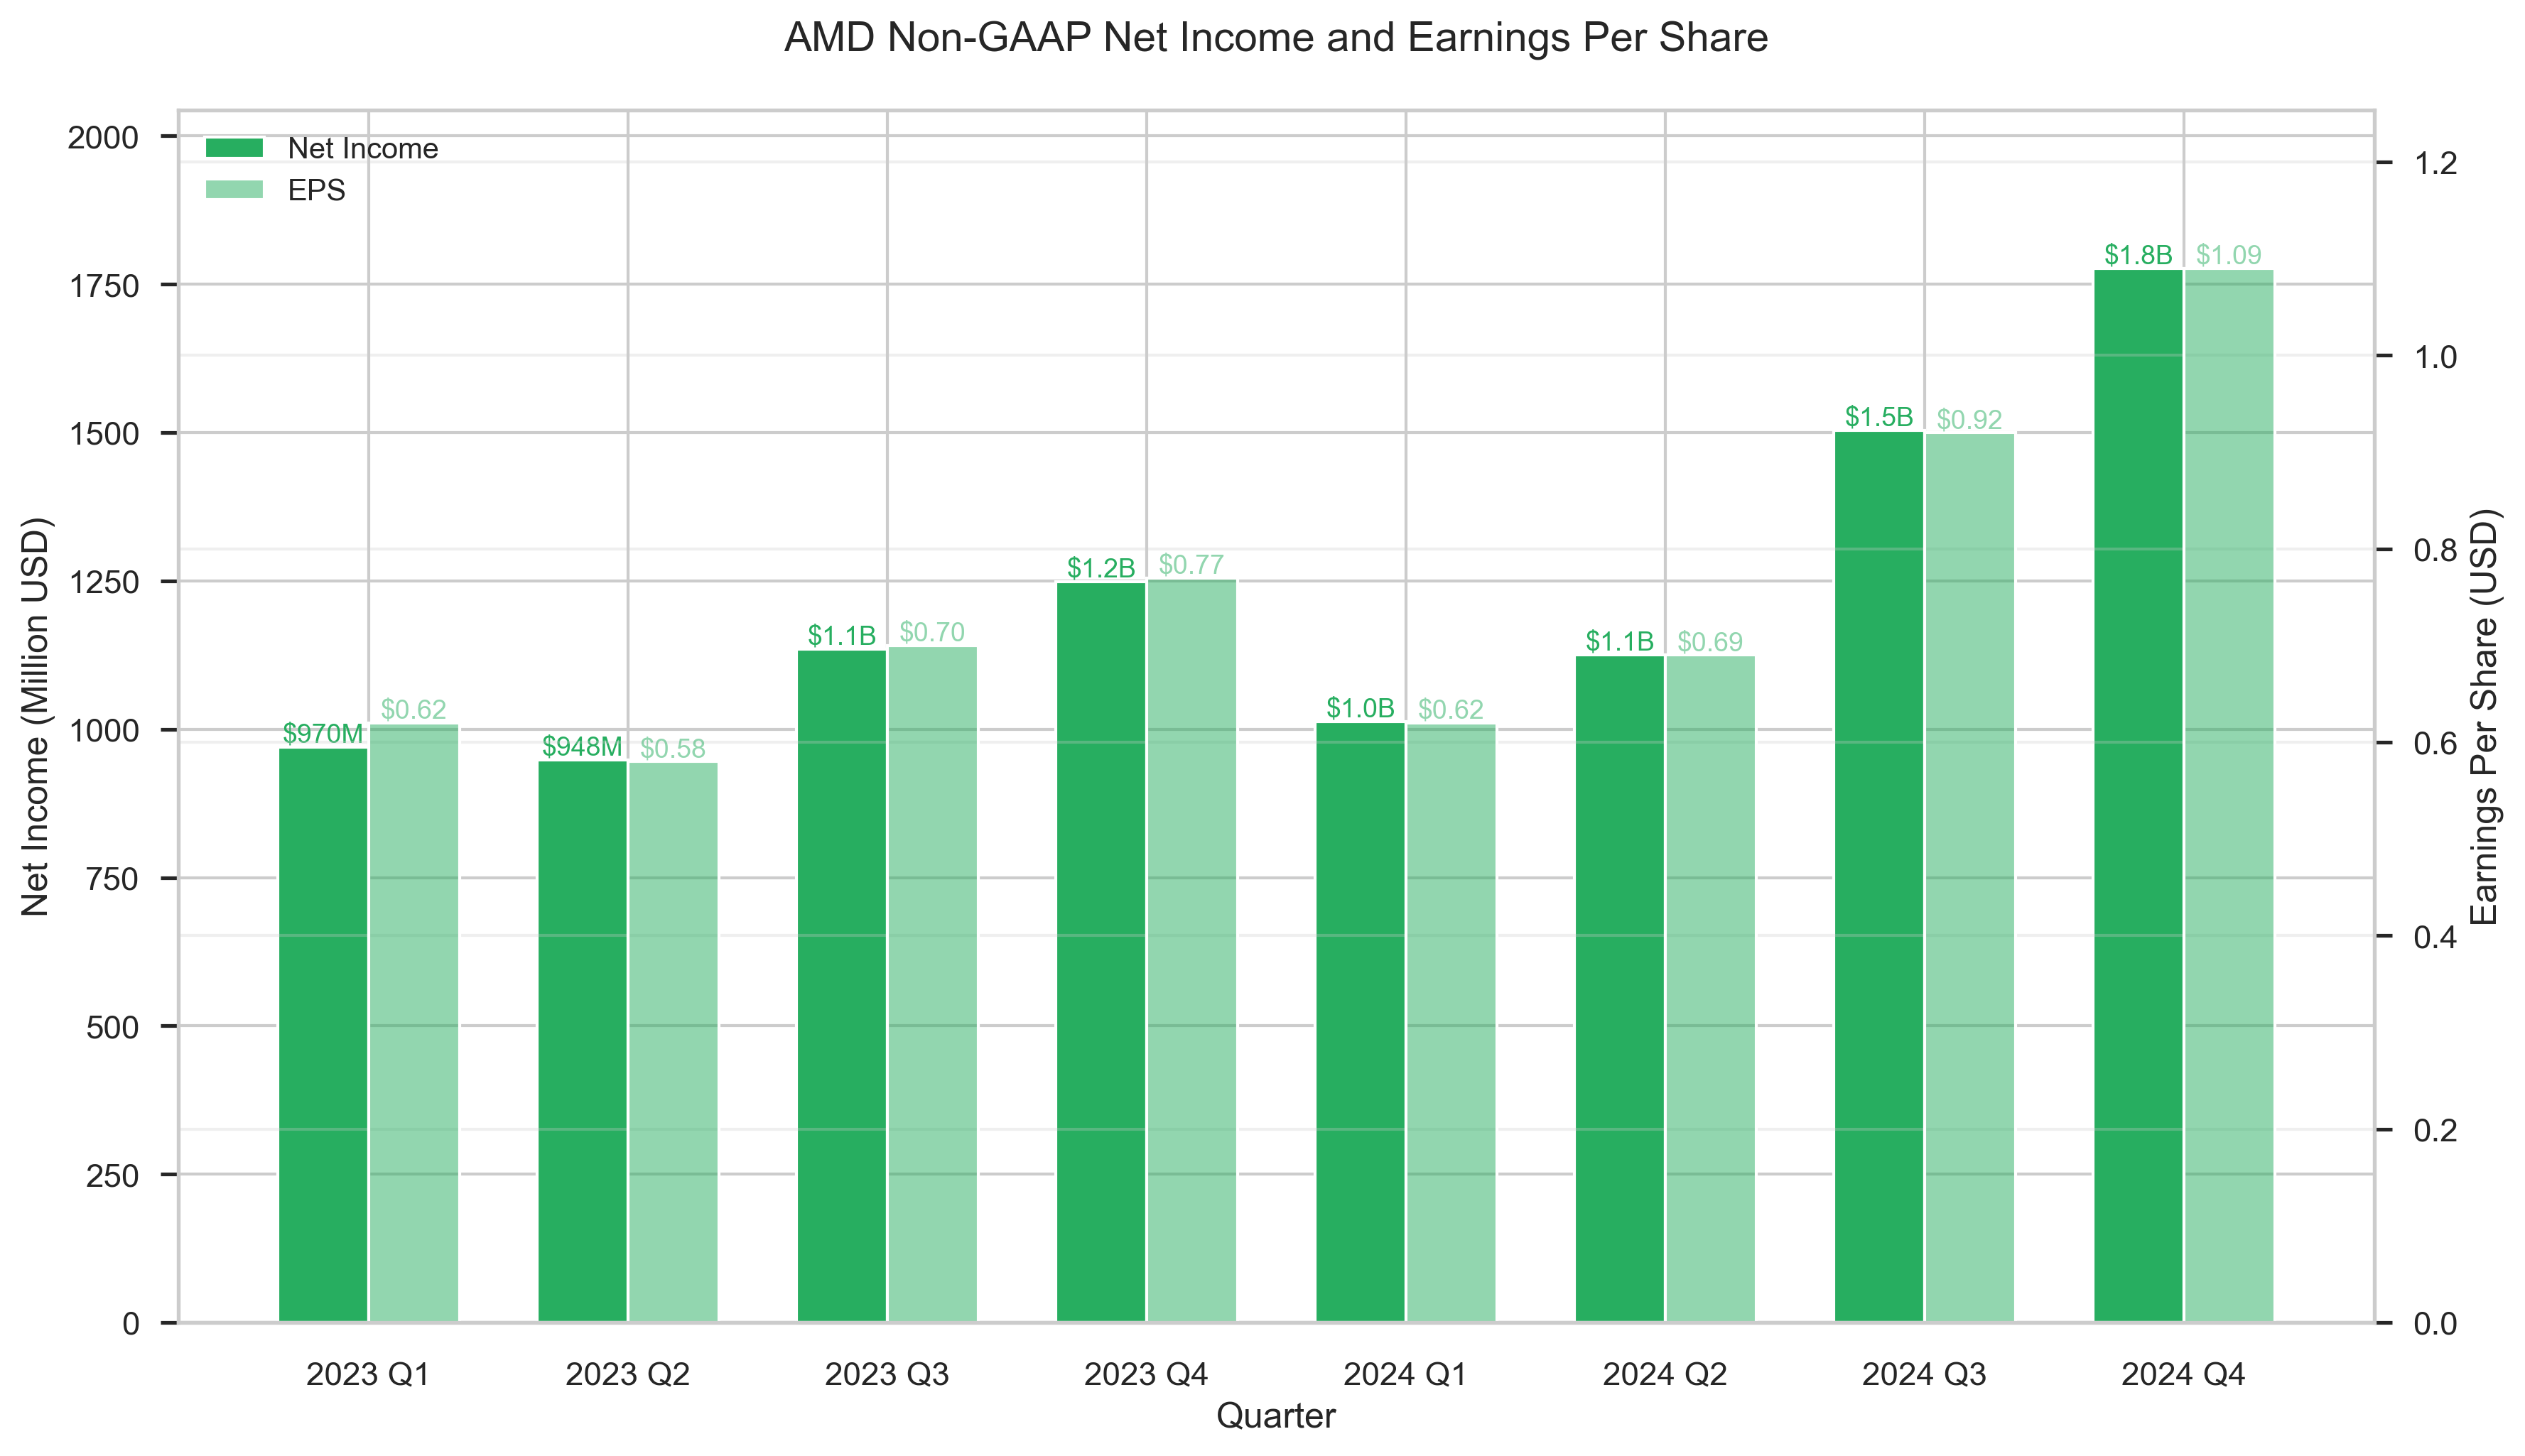 AMD Non-GAAP Net Income and Earnings Per Share
Net Income
EPS
Net Income (Million USD)
2000
1750
1500
1250
1000
750
500
250
0
$970M
$0.62
$948M
$0.58
$1.1B
$0.70
$1.2B
$0.77
$1.0B
$0.62
$1.1B
$0.69
$1.5B
$0.92
$1.8B
$1.09
1.2
1.0
0.8
0.6
0.4
0.2
0.0
Earnings Per Share (USD)
2023 Q1 2023 Q2 2023 Q3 2023 Q4 2024 Q1 2024 Q2 2024 Q3 2024 Q4
Quarter